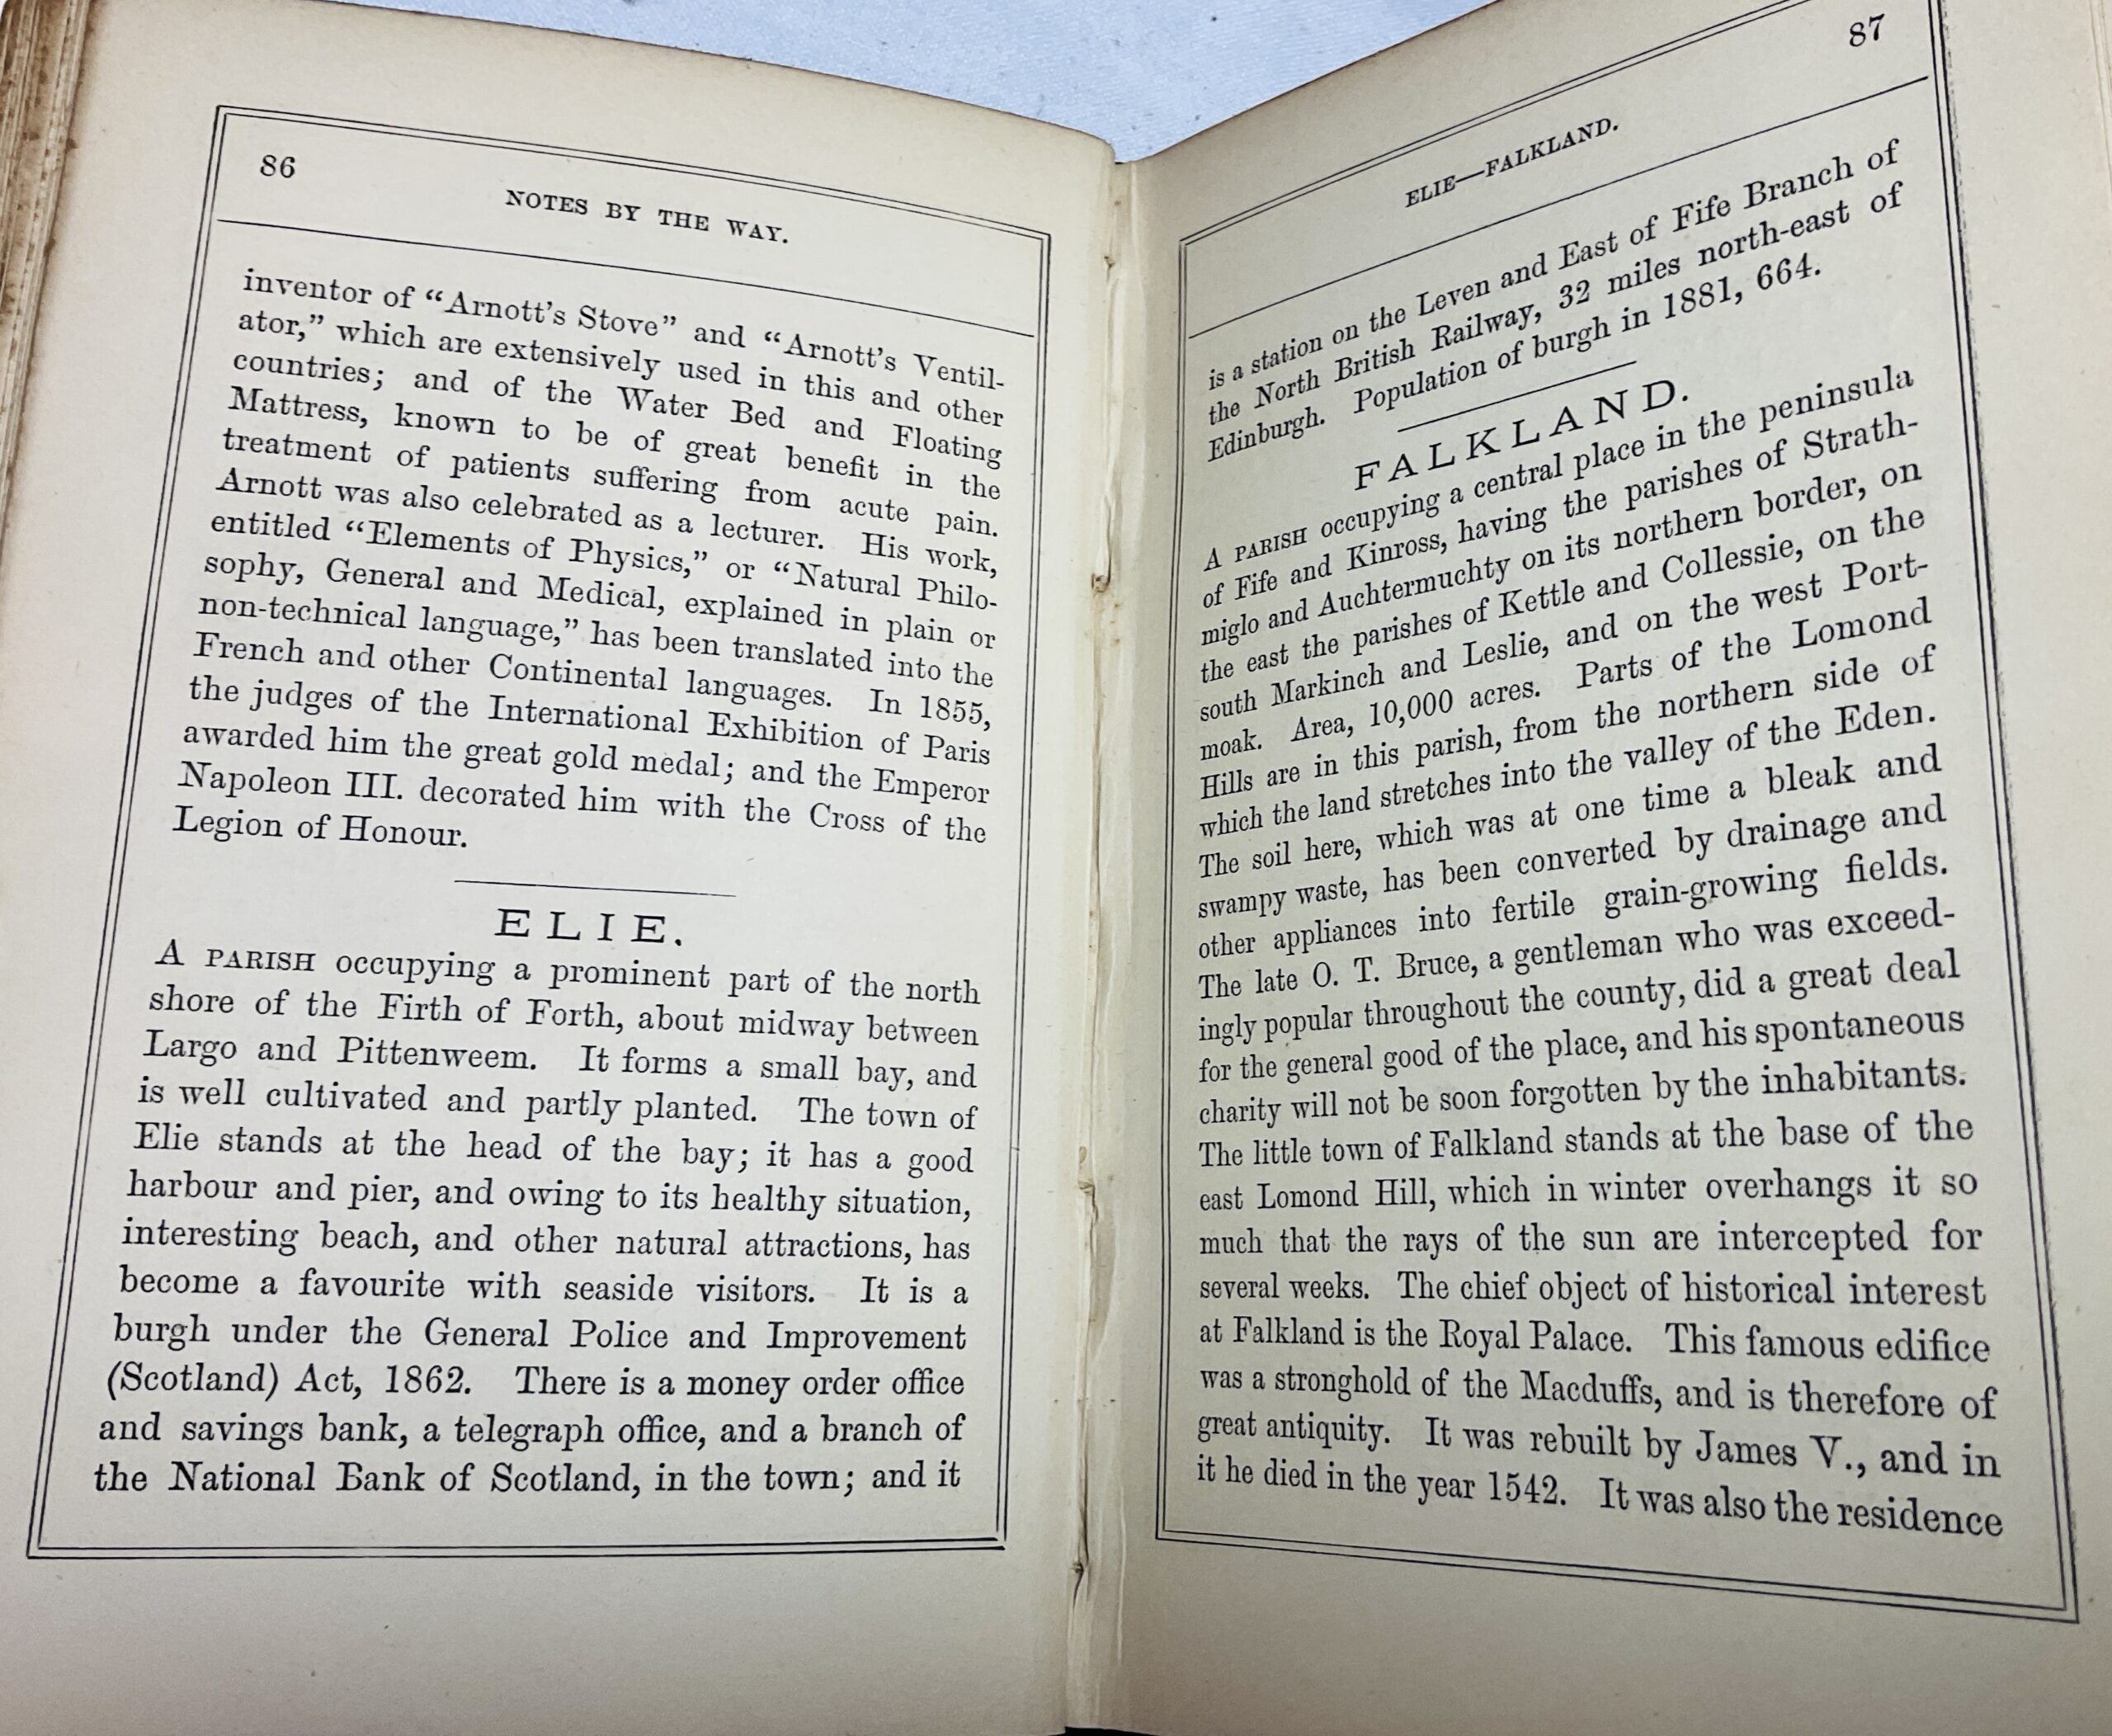 86
NOTES BY THE WAY.
inventor of “Arnott’s Stove” and “Arnott’s Ventil-
ator,” which are extensively used in this and other
countries; and of the Water Bed and Floating
Mattress, known to be of great benefit in the
treatment of patients suffering from acute pain.
Arnott was also celebrated as a lecturer. His work,
entitled “Elements of Physics,” or “Natural Philo-
sophy, General and Medical, explained in plain or
non-technical language,” has been translated into the
French and other Continental languages. In 1855,
the judges of the International Exhibition of Paris
awarded him the great gold medal; and the Emperor
Napoleon III. decorated him with the Cross of the
Legion of Honour.
ELIE.
A PARISH occupying a prominent part of the north
shore of the Firth of Forth, about midway between
Largo and Pittenweem. It forms a small bay, and
is well cultivated and partly planted. The town of
Elie stands at the head of the bay; it has a good
harbour and pier, and owing to its healthy situation,
interesting beach, and other natural attractions, has
become a favourite with seaside visitors. It is a
burgh under the General Police and Improvement
(Scotland) Act, 1862. There is a money order office
and savings bank, a telegraph office, and a branch of
the National Bank of Scotland, in the town; and it
87
ELIE—FALKLAND.
is a station on the Leven and East of Fife Branch of
the North British Railway, 32 miles north-east of
Edinburgh. Population of burgh in 1881, 664.
FALKLAND.
A PARISH occupying a central place in the peninsula
of Fife and Kinross, having the parishes of Strath-
miglo and Auchtermuchty on its northern border, on
the east the parishes of Kettle and Collessie, on the
south Markinch and Leslie, and on the west Port-
moak. Area, 10,000 acres. Parts of the Lomond
Hills are in this parish, from the northern side of
which the land stretches into the valley of the Eden.
The soil here, which was at one time a bleak and
swampy waste, has been converted by drainage and
other appliances into fertile grain-growing fields.
The late O. T. Bruce, a gentleman who was exceed-
ingly popular throughout the county, did a great deal
for the general good of the place, and his spontaneous
charity will not be soon forgotten by the inhabitants.
The little town of Falkland stands at the base of the
east Lomond Hill, which in winter overhangs it so
much that the rays of the sun are intercepted for
several weeks. The chief object of historical interest
at Falkland is the Royal Palace. This famous edifice
was a stronghold of the Macduffs, and is therefore of
great antiquity. It was rebuilt by James V., and in
it he died in the year 1542. It was also the residence